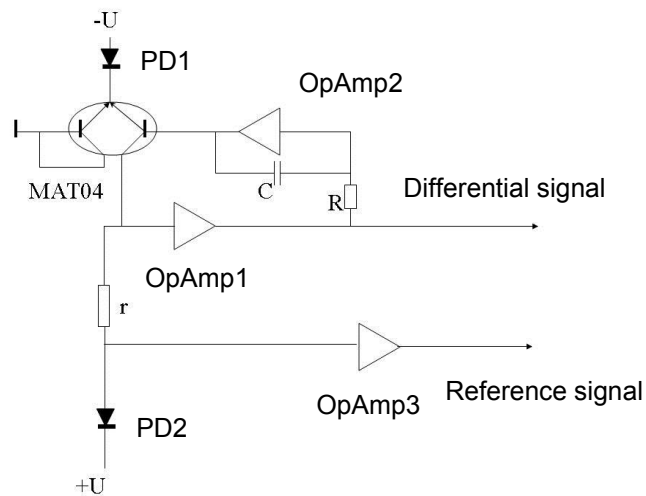 -U
PD1
OpAmp2
MAT04
C
R
Differential signal
OpAmp1
r
OpAmp3
Reference signal
PD2
+U